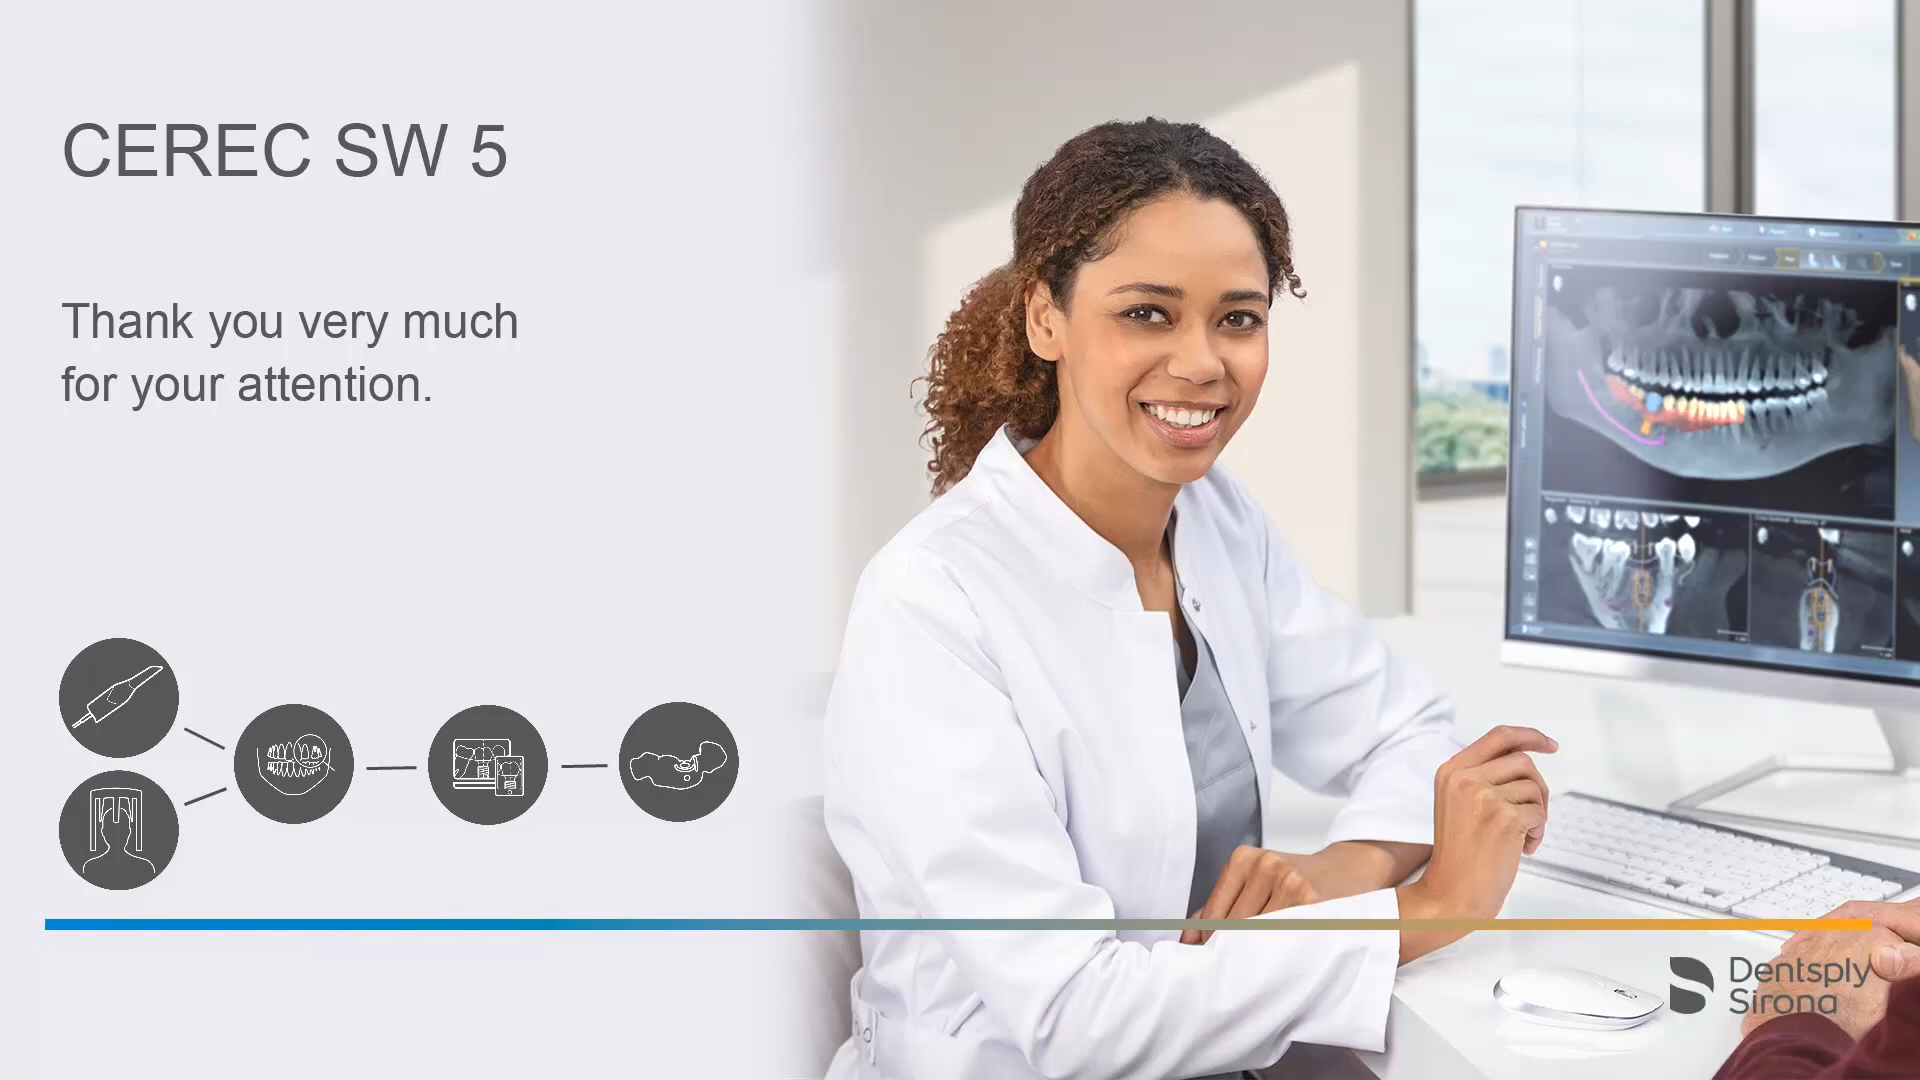 CEREC SW 5
Thank you very much
for your attention.
Dentsply
Sirona